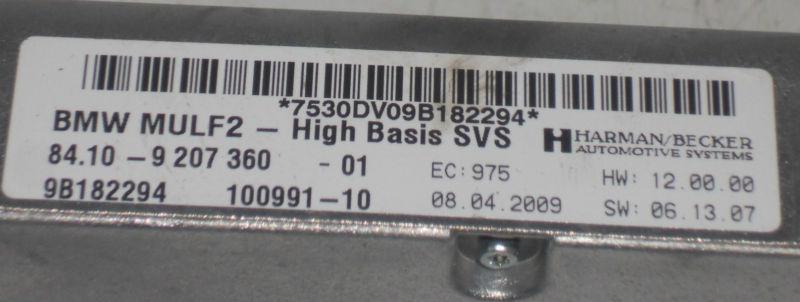 *7530DV09B182294*
BMW MULF2 – High Basis SVS
HARMAN/BECKER
AUTOMOTIVE SYSTEMS
84.10 – 9 207 360 - 01 EC: 975 HW: 12.00.00
9B182294 100991–10 08.04.2009 SW: 06.13.07